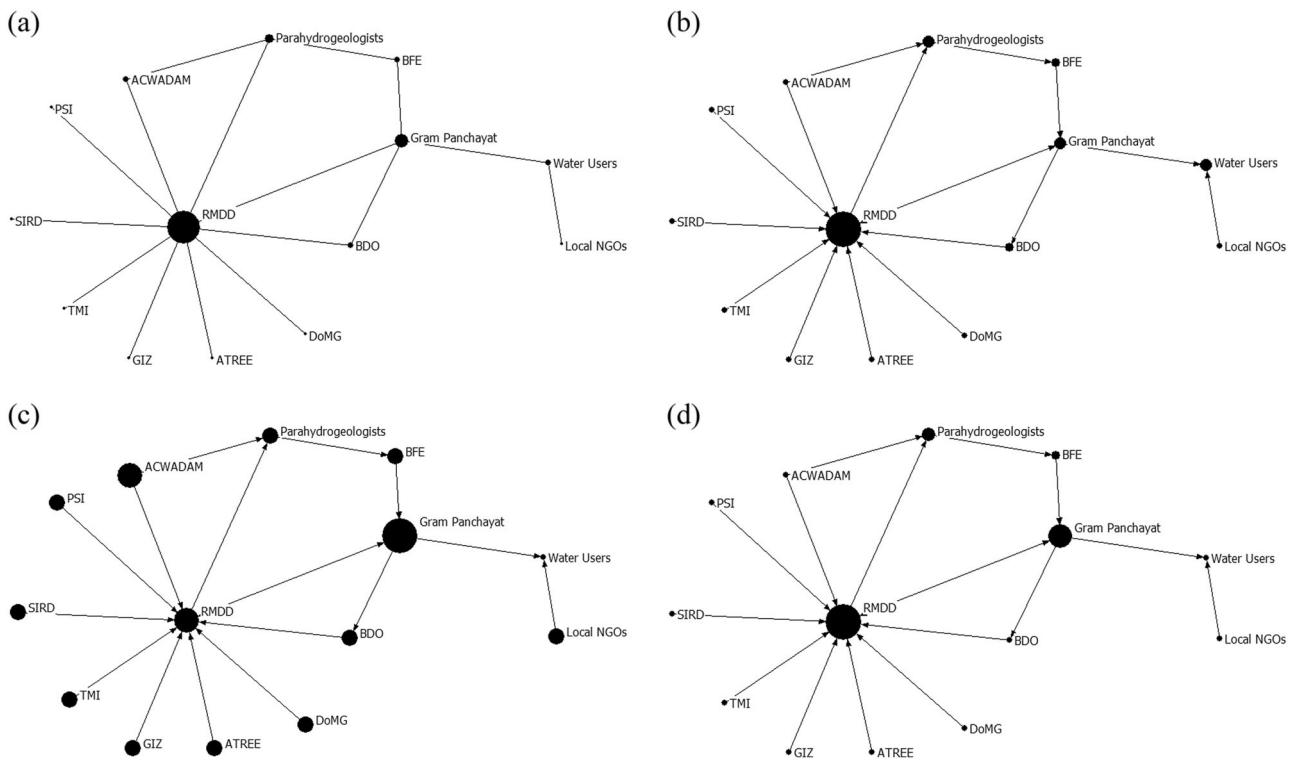 (a)
Parahydrogeologists
BFE
ACWADAM
PSI
Gram Panchayat
Water Users
SIRD
RMDD
BDO
Local NGOs
TMI
DoMG
GIZ
ATREE
(b)
Parahydrogeologists
BFE
ACWADAM
PSI
Gram Panchayat
Water Users
SIRD
RMDD
BDO
Local NGOs
TMI
DoMG
GIZ
ATREE
(c)
Parahydrogeologists
BFE
ACWADAM
PSI
Gram Panchayat
Water Users
SIRD
RMDD
BDO
Local NGOs
TMI
DoMG
GIZ
ATREE
(d)
Parahydrogeologists
BFE
ACWADAM
PSI
Gram Panchayat
Water Users
SIRD
RMDD
BDO
Local NGOs
TMI
DoMG
GIZ
ATREE